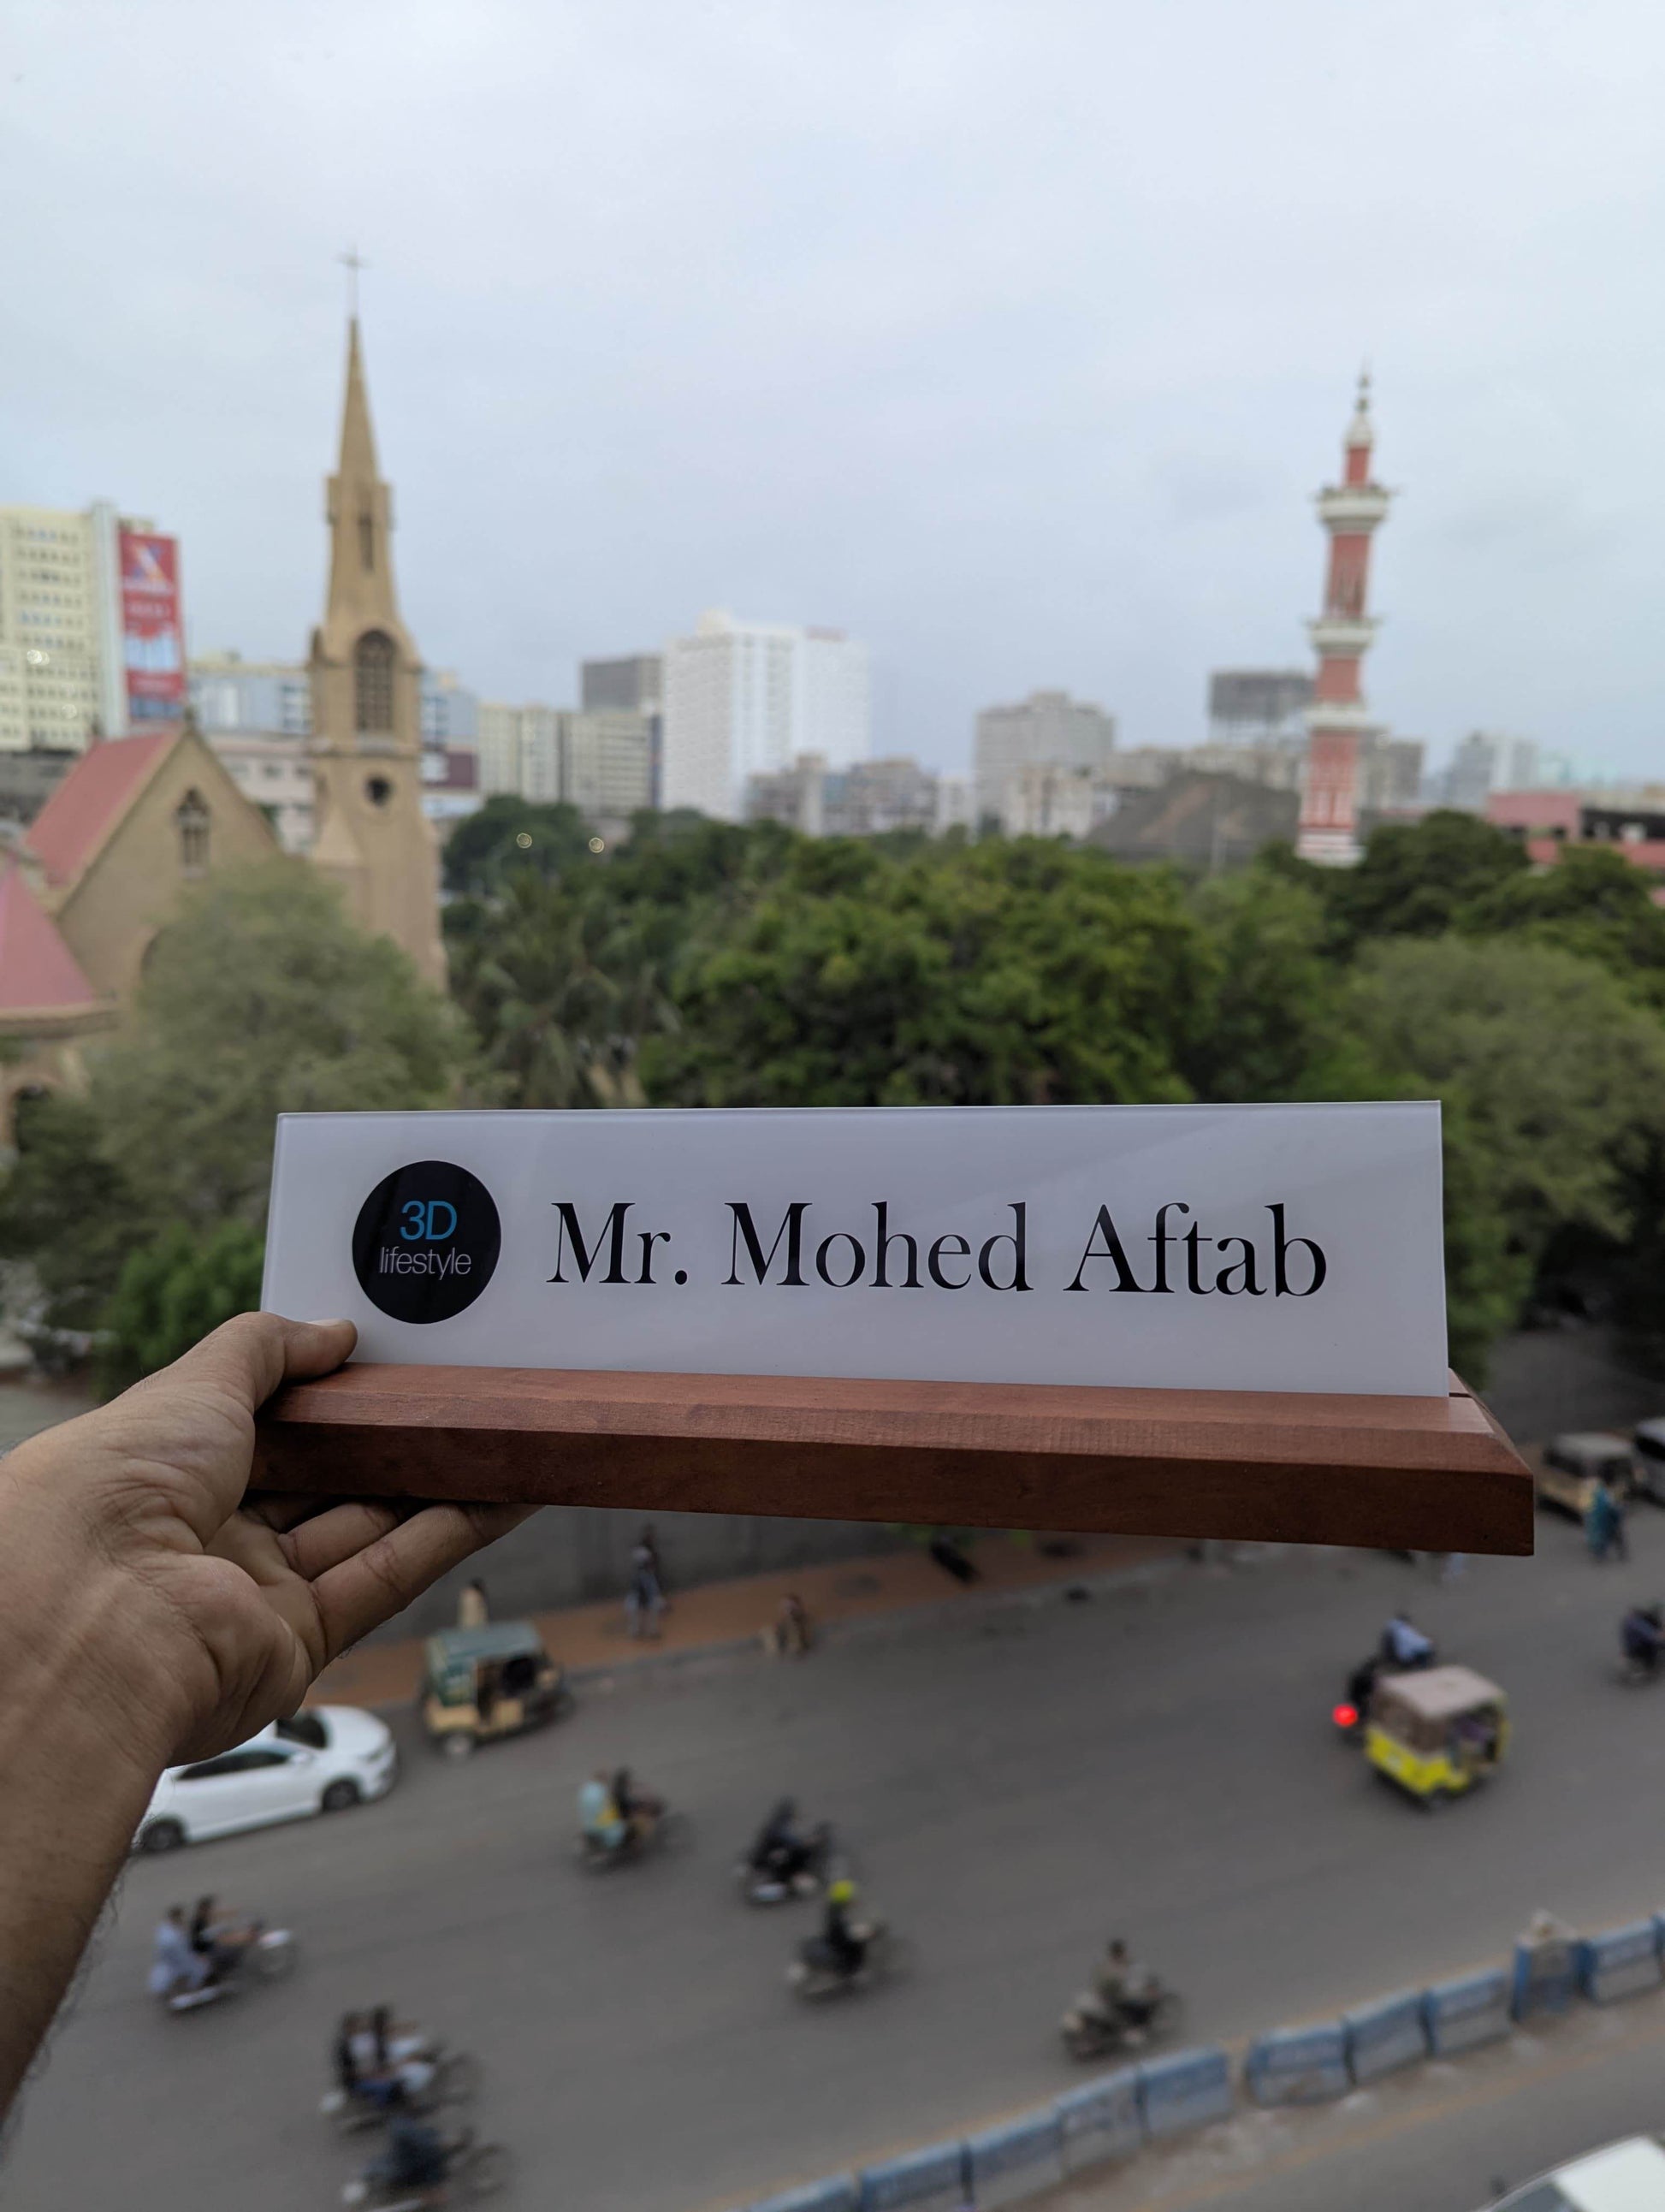 3D
lifestyle
Mr. Mohed Aftab